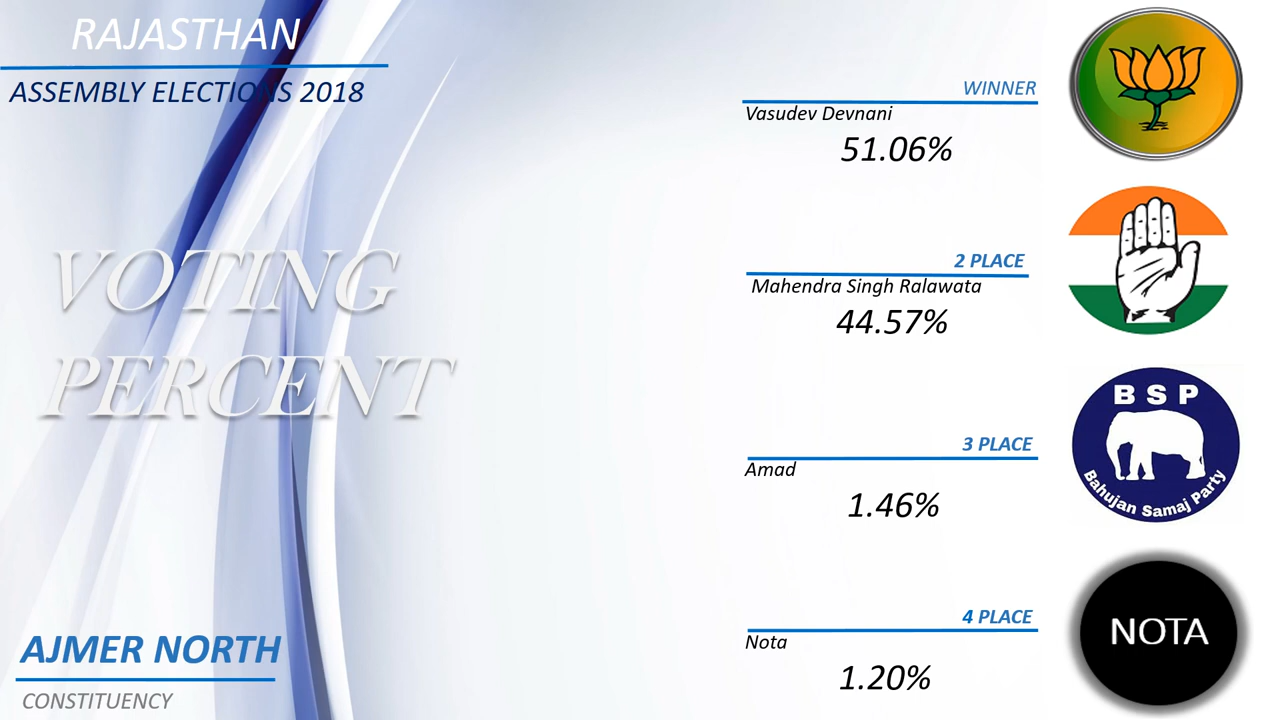 RAJASTHAN
ASSEMBLY ELECTIONS 2018
VOTING
PERCENT
AJMER NORTH
CONSTITUENCY
WINNER
Vasudev Devnani
51.06%
2 PLACE
Mahendra Singh Ralawata
44.57%
3 PLACE
Amad
1.46%
BSP
Bahujan Samaj Party
4 PLACE
Nota
1.20%
NOTA